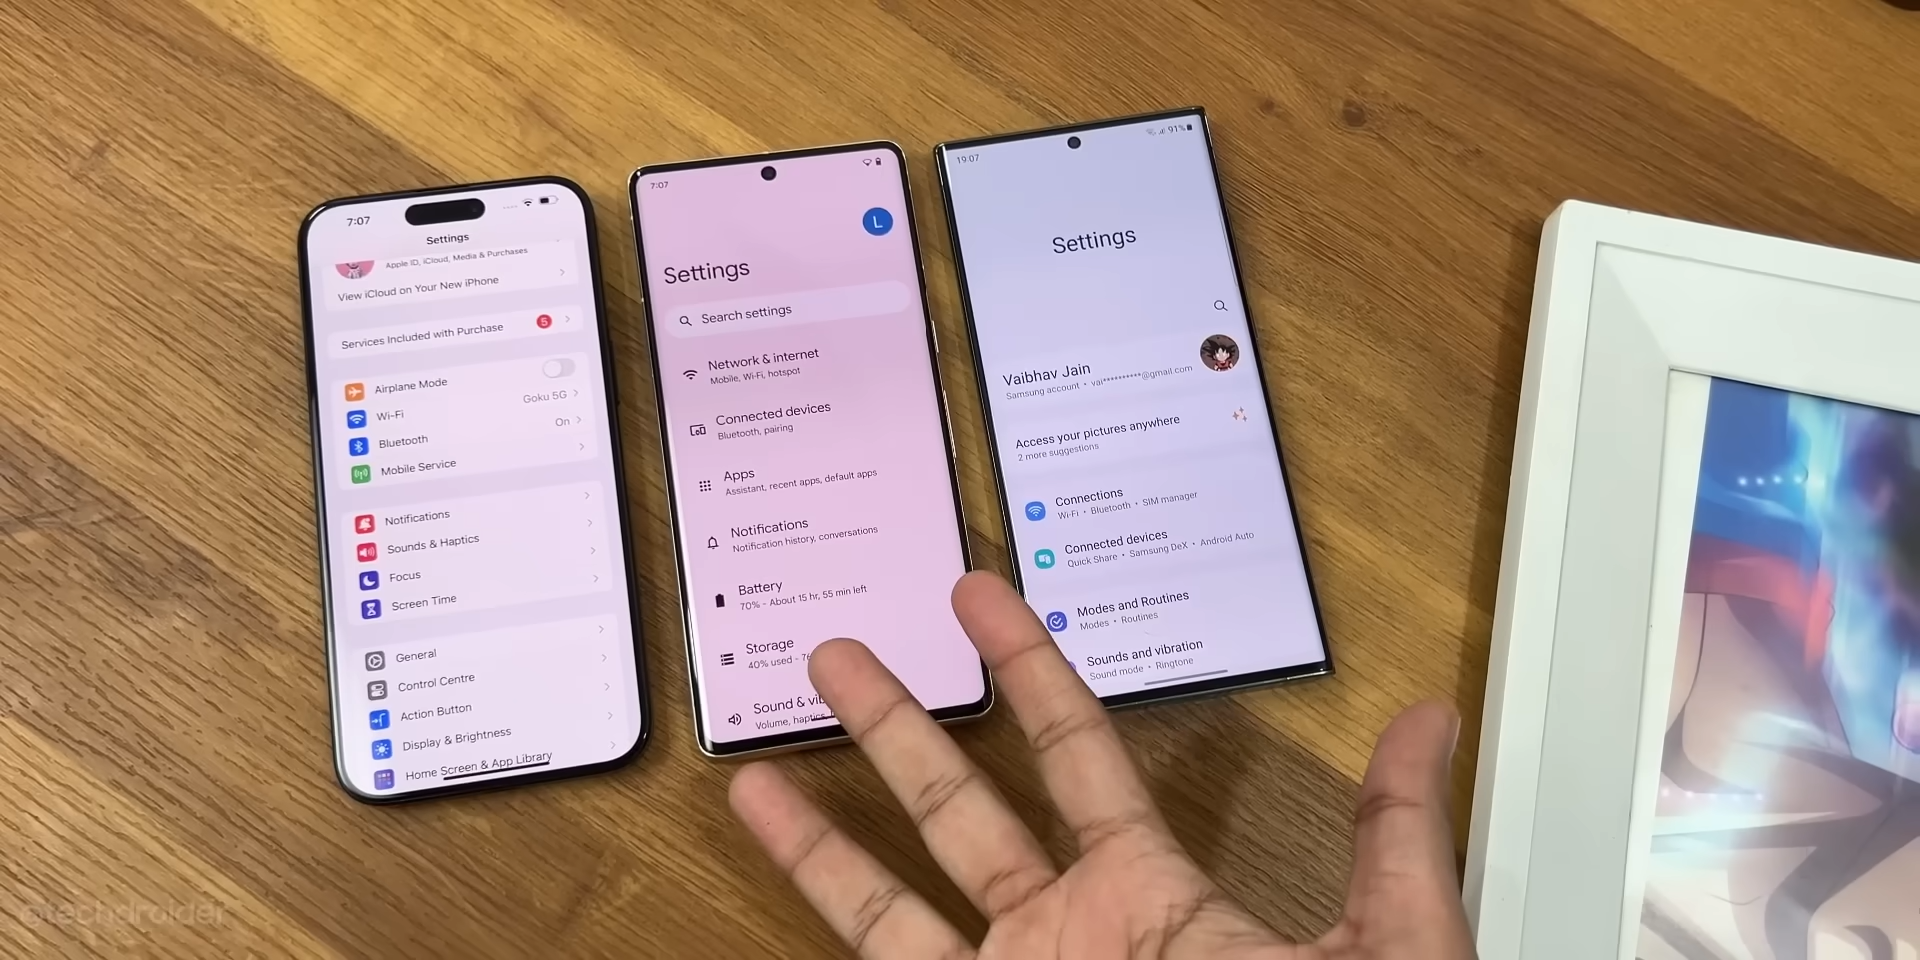 7:07
Settings
Apple ID, iCloud, Media & Purchases
View iCloud on Your New iPhone
Services Included with Purchase 5
Airplane Mode
Wi-Fi Goku 5G
Bluetooth On
Mobile Service
Notifications
Sounds & Haptics
Focus
Screen Time
General
Control Centre
Action Button
Display & Brightness
Home Screen & App Library
7:07
L
Settings
Search settings
Network & internet
Mobile, Wi-Fi, hotspot
Connected devices
Bluetooth, pairing
Apps
Assistant, recent apps, default apps
Notifications
Notification history, conversations
Battery
70% - About 15 hr, 55 min left
Storage
40% used -
Sound &
Volume,
19:07
91%
Settings
Vaibhav Jain
Samsung account • vai**********@gmail.com
Access your pictures anywhere
2 more suggestions
Connections
Wi-Fi • Bluetooth • SIM manager
Connected devices
Quick Share • Samsung DeX • Android Auto
Modes and Routines
Modes • Routines
Sounds and vibration
Sound mode • Ringtone
@techdroider